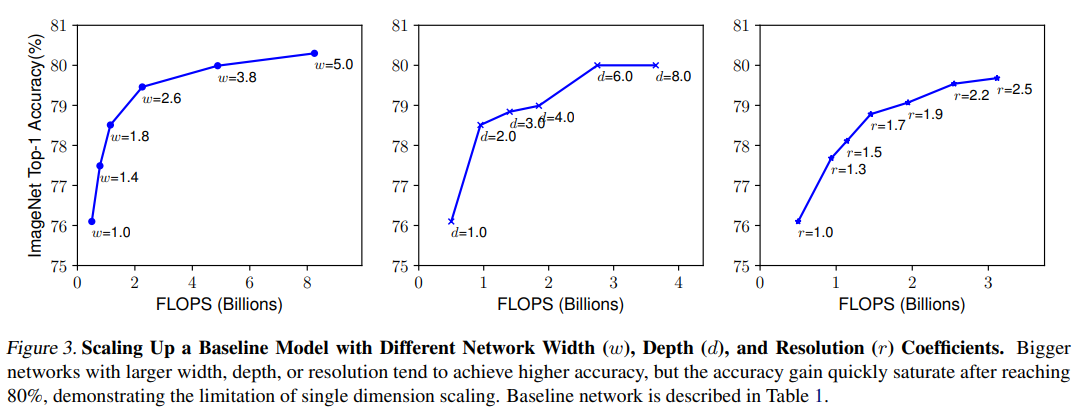 81
80
79
78
77
76
75
0
2
4
6
8
ImageNet Top-1 Accuracy(%)
FLOPS (Billions)
w=1.0
w=1.4
w=1.8
w=2.6
w=3.8
w=5.0
81
80
79
78
77
76
75
0
1
2
3
4
FLOPS (Billions)
d=1.0
d=2.0
d=3.0
d=4.0
d=6.0
d=8.0
81
80
79
78
77
76
75
0
1
2
3
FLOPS (Billions)
r=1.0
r=1.3
r=1.5
r=1.7
r=1.9
r=2.2
r=2.5
Figure 3. Scaling Up a Baseline Model with Different Network Width (w), Depth (d), and Resolution (r) Coefficients. Bigger
networks with larger width, depth, or resolution tend to achieve higher accuracy, but the accuracy gain quickly saturate after reaching
80%, demonstrating the limitation of single dimension scaling. Baseline network is described in Table 1.